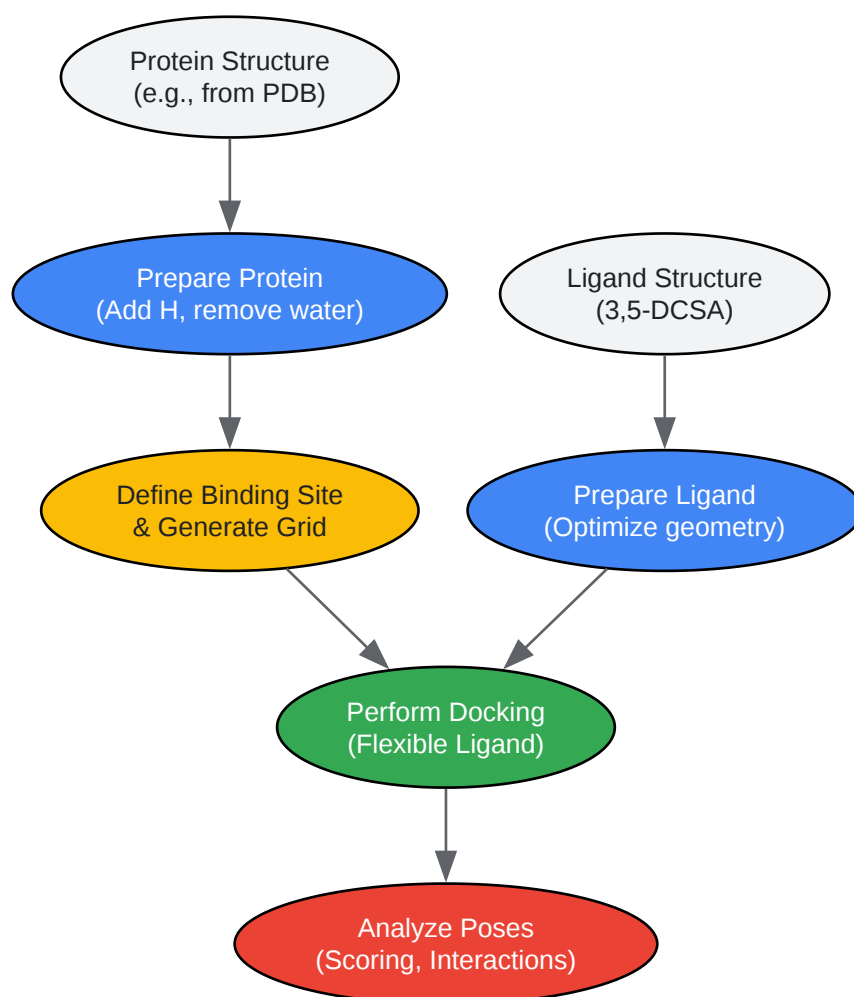 Protein Structure
(e.g., from PDB)
Prepare Protein
(Add H, remove water)
Ligand Structure
(3,5-DCSA)
Define Binding Site
& Generate Grid
Prepare Ligand
(Optimize geometry)
Perform Docking
(Flexible Ligand)
Analyze Poses
(Scoring, Interactions)